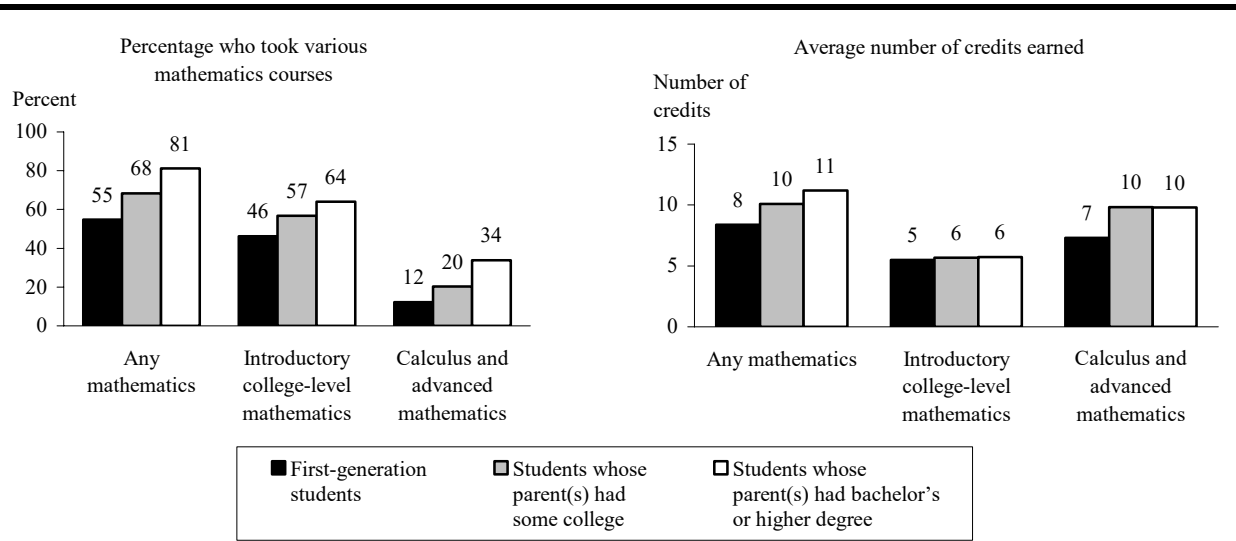 Percentage who took various
mathematics courses
Percent
100
80
60
40
20
0
55
68
81
46
57
64
12
20
34
Any
mathematics
Introductory
college-level
mathematics
Calculus and
advanced
mathematics
Average number of credits earned
Number of
credits
15
10
5
0
8
10
11
5
6
6
7
10
10
Any mathematics
Introductory
college-level
mathematics
Calculus and
advanced
mathematics
First-generation
students
Students whose
parent(s) had
some college
Students whose
parent(s) had bachelor’s
or higher degree